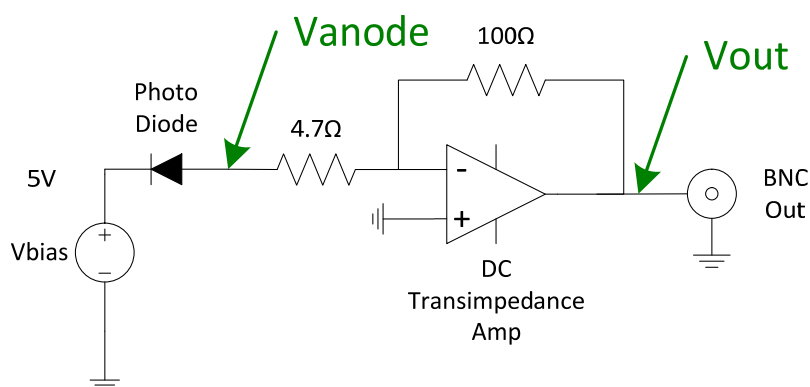 Vanode
100Ω
Vout
Photo
Diode
4.7Ω
5V
Vbias
+
-
-
+
DC
Transimpedance
Amp
BNC
Out